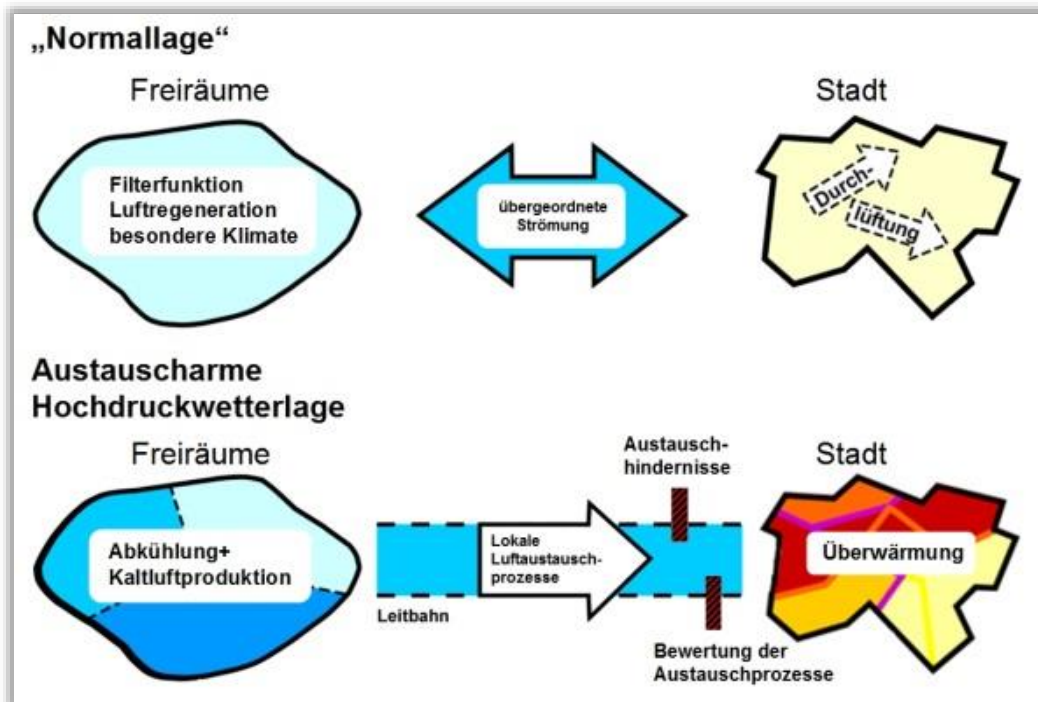 „Normallage“
Freiräume
Stadt
Filterfunktion
Luftregeneration
besondere Klimate
übergeordnete
Strömung
Durch-
lüftung
Austauscharme
Hochdruckwetterlage
Freiräume
Austausch-
hindernisse
Stadt
Abkühlung+
Kaltluftproduktion
Lokale
Luftaustausch-
prozesse
Überwärmung
Leitbahn
Bewertung der
Austauschprozesse